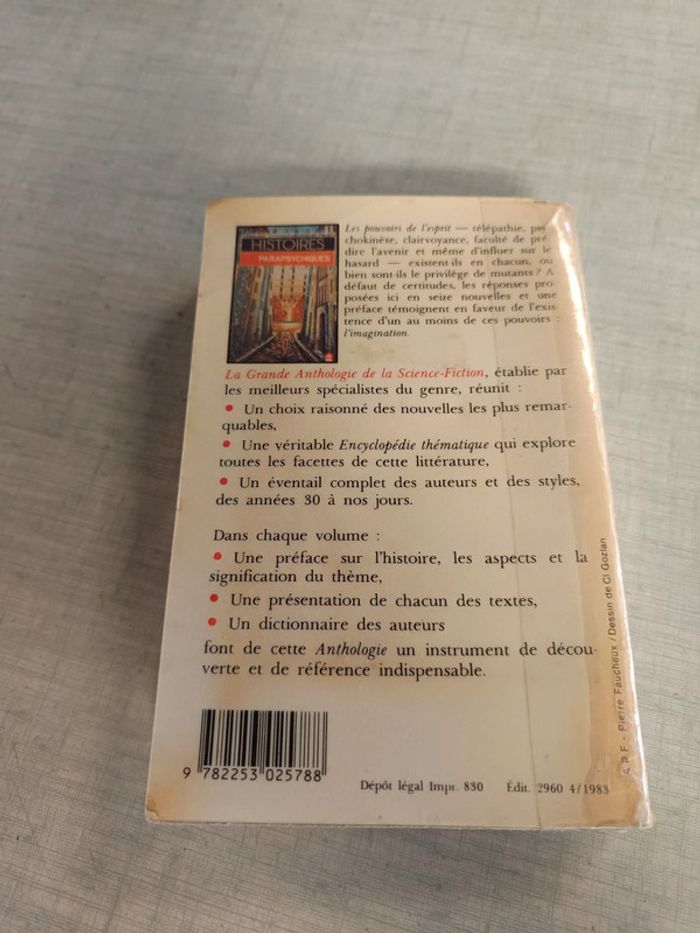 HISTOIRES
PARAPSYCHIQUES
Les pouvoirs de l'esprit — télépathie, psy
chokinèse, clairvoyance, faculté de pré
dire l'avenir et même d'influer sur le
hasard — existent-ils en chacun, ou
bien sont-ils le privilège de mutants ? A
défaut de certitudes, les réponses pro-
posées ici en seize nouvelles et une
préface témoignent en faveur de l'exis-
tence d'un au moins de ces pouvoirs :
l'imagination.
La Grande Anthologie de la Science-Fiction, établie par
les meilleurs spécialistes du genre, réunit :
• Un choix raisonné des nouvelles les plus remar-
quables,
• Une véritable Encyclopédie thématique qui explore
toutes les facettes de cette littérature,
• Un éventail complet des auteurs et des styles,
des années 30 à nos jours.
Dans chaque volume :
• Une préface sur l'histoire, les aspects et la
signification du thème,
• Une présentation de chacun des textes,
• Un dictionnaire des auteurs
font de cette Anthologie un instrument de décou-
verte et de référence indispensable.
A.P.F. - Pierre Faucheux / Dessin de Cl. Gozlan
9 782253 025788
Dépôt légal Impr. 830 Édit. 2960 4/1983